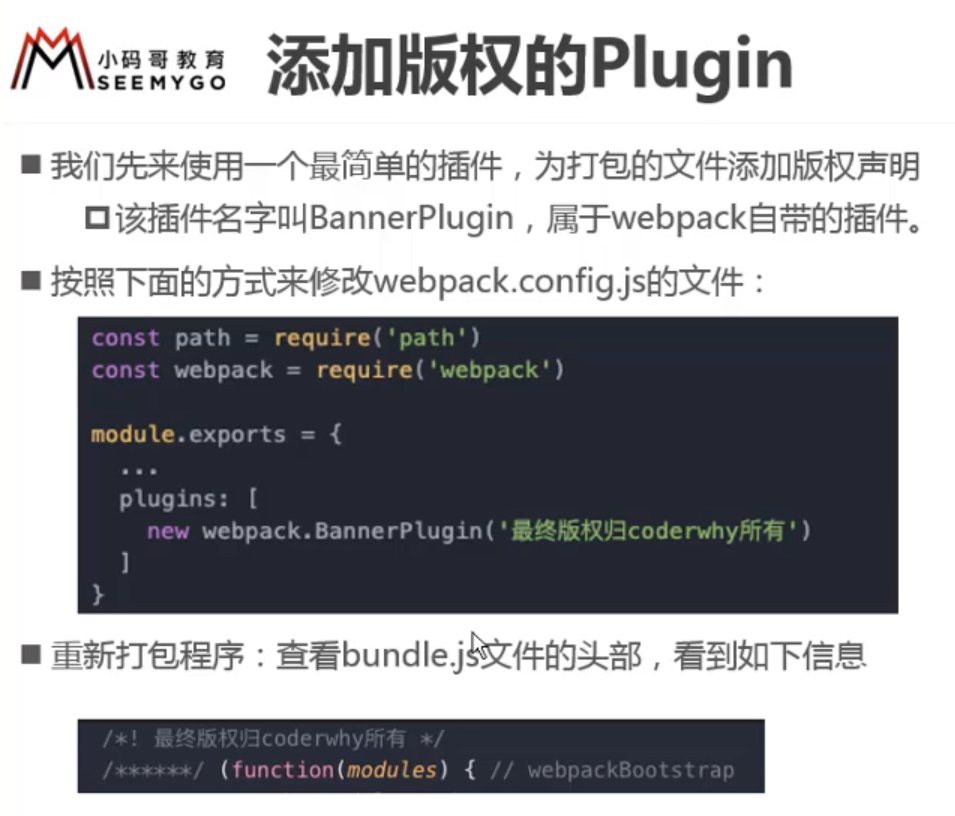 小码哥教育
SEEMYGO
添加版权的Plugin
我们先来使用一个最简单的插件，为打包的文件添加版权声明
该插件名字叫BannerPlugin，属于webpack自带的插件。
按照下面的方式来修改webpack.config.js的文件：
const path = require('path')
const webpack = require('webpack')
module.exports = {
...
plugins: [
new webpack.BannerPlugin('最终版权归coderwhy所有')
]
}
重新打包程序：查看bundle.js文件的头部，看到如下信息
/*! 最终版权归coderwhy所有 */
/******/ (function(modules) { // webpackBootstrap